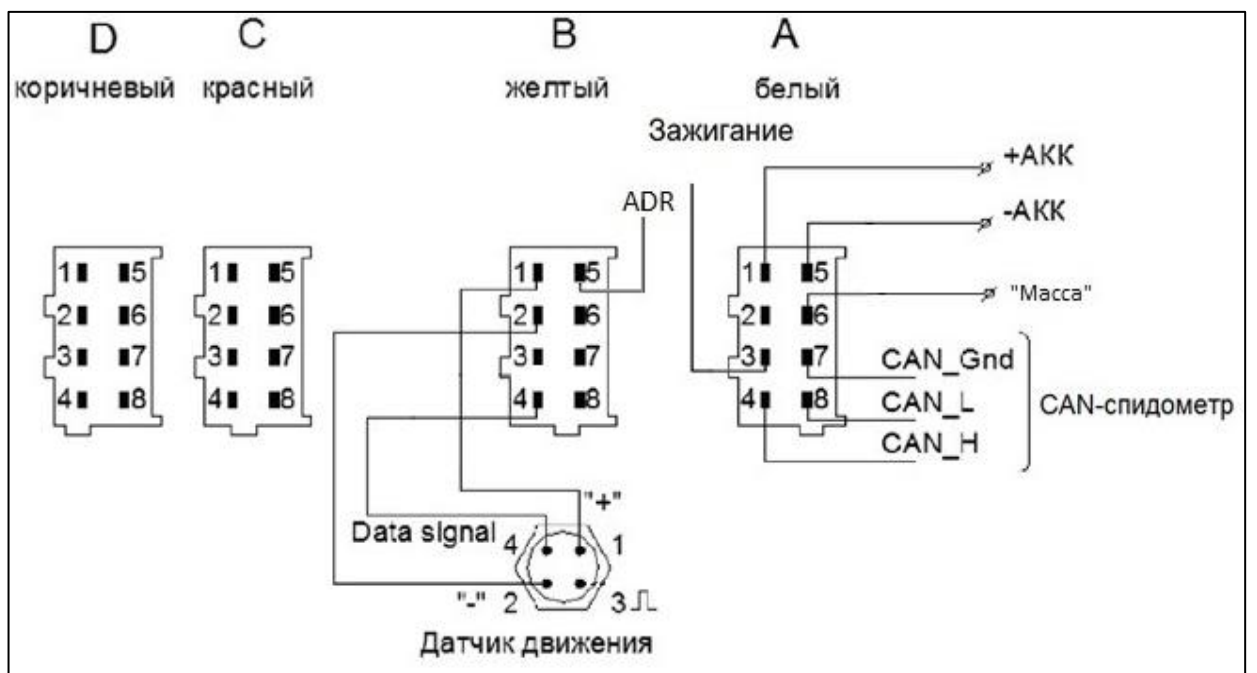 D C B A
коричневый красный желтый белый
Зажигание
+АКК
ADR
-АКК
1 5 1 5 1 5 1 5
"Масса"
2 6 2 6 2 6 2 6
3 7 3 7 3 7 3 7
CAN_Gnd
4 8 4 8 4 8 4 8
CAN_L
CAN-спидометр
CAN_H
"+"
Data signal
4 1
"-" 2 3
Датчик движения